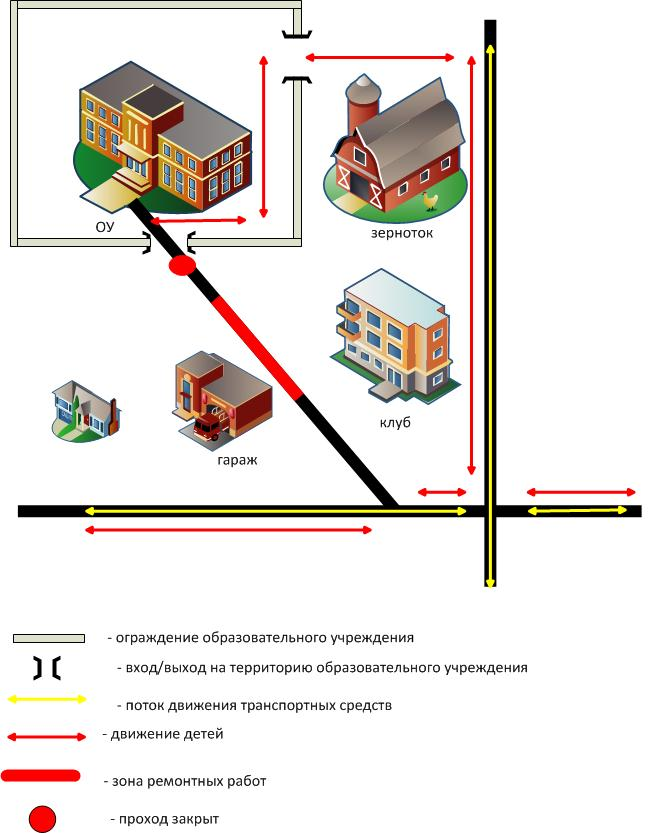 ОУ
зерноток
клуб
гараж
- ограждение образовательного учреждения
- вход/выход на территорию образовательного учреждения
- поток движения транспортных средств
- движение детей
- зона ремонтных работ
- проход закрыт